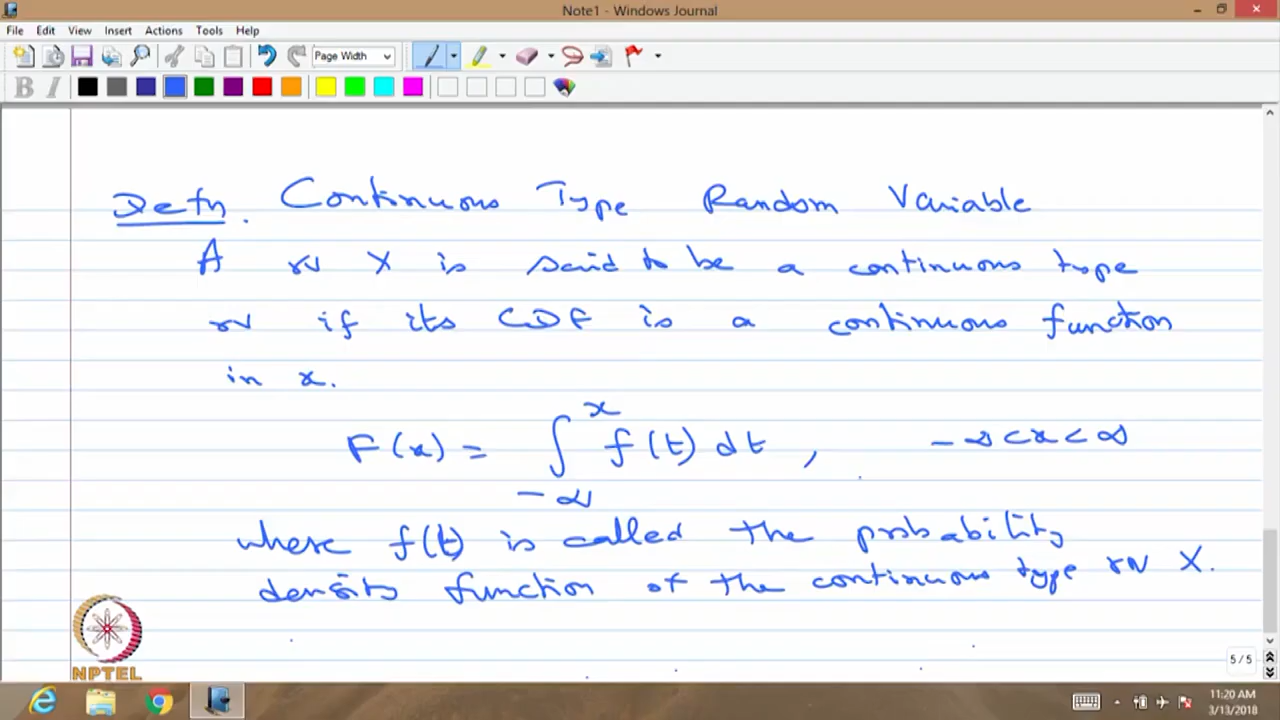 Note1 - Windows Journal
File Edit View Insert Actions Tools Help
Page Width
B I
Defn. Continuous Type Random Variable
A rv X is said to be a continuous type
rv if its CDF is a continuous function
in x.
F(x) = ∫_{-∞}^{x} f(t) dt, -∞ < x < ∞
where f(t) is called the probability
density function of the continuous type rv X.
NPTEL
5 / 5
11:20 AM
3/13/2018